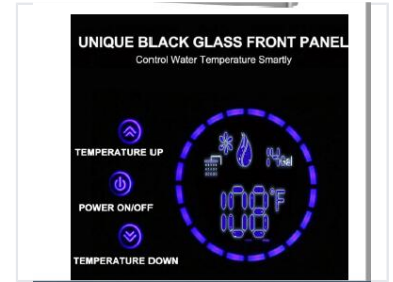 UNIQUE BLACK GLASS FRONT PANEL
Control Water Temperature Smartly
TEMPERATURE UP
°F
POWER ON/OFF
TEMPERATURE DOWN